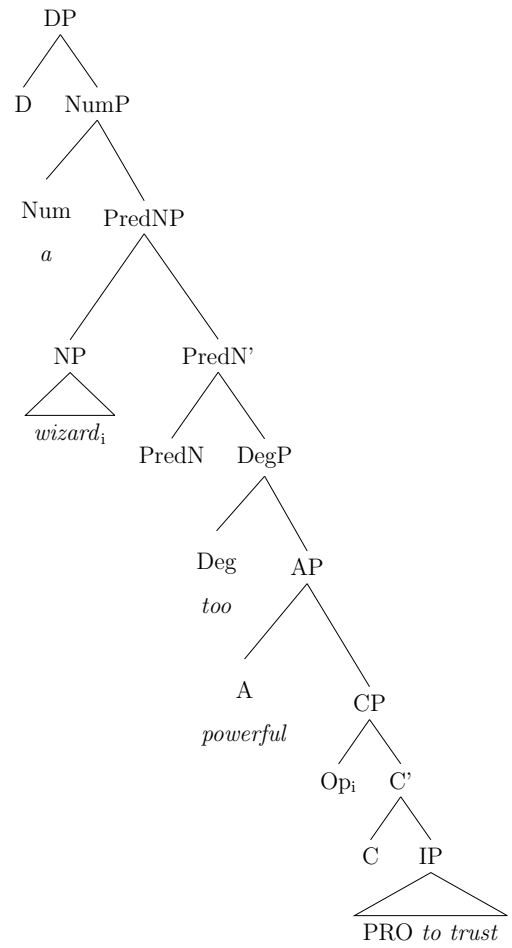 DP
D NumP
Num PredNP
a
NP PredN'
wizardᵢ
PredN DegP
Deg AP
too
A CP
powerful
Opᵢ C'
C IP
PRO to trust